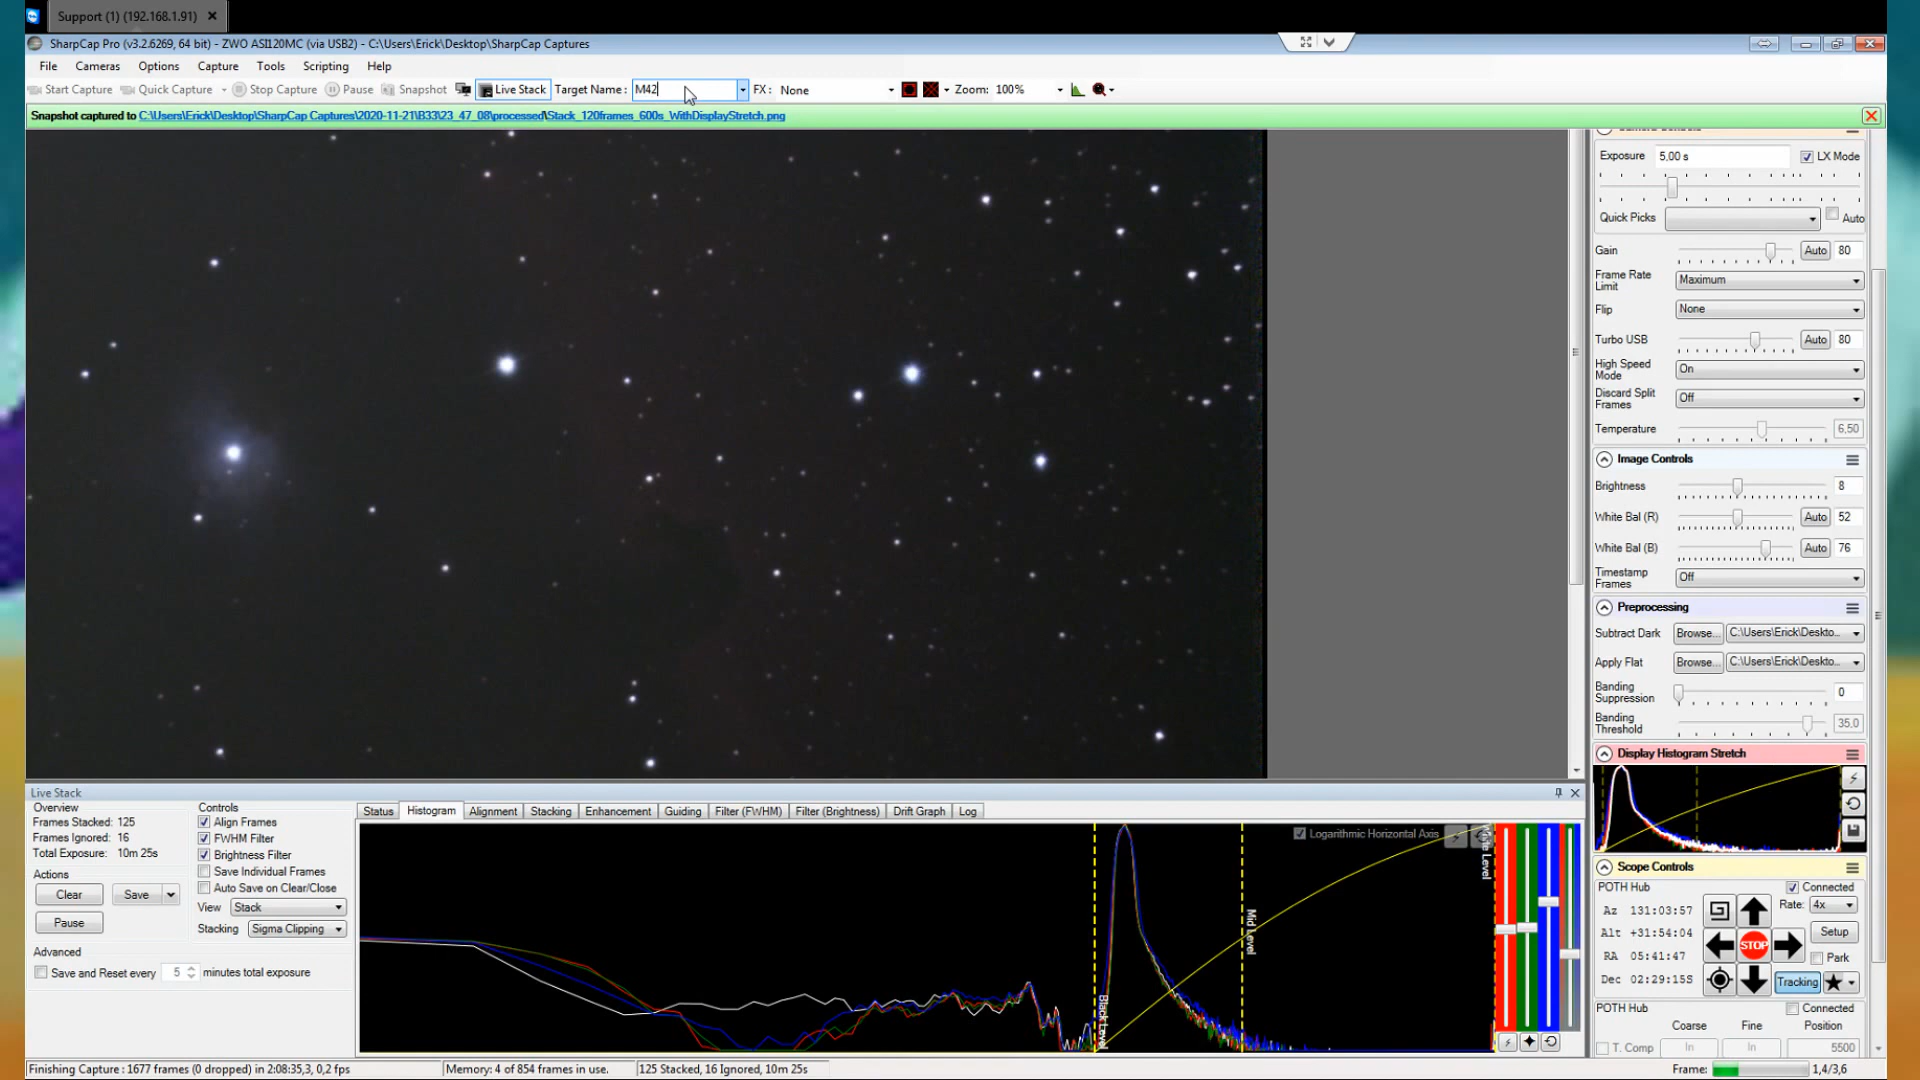 Support (1) (192.168.1.91)
SharpCap Pro (v3.2.6269, 64 bit) - ZWO ASI120MC (via USB2) - C:\Users\Erick\Desktop\SharpCap Captures
File Cameras Options Capture Tools Scripting Help
Start Capture Quick Capture Stop Capture Pause Snapshot Live Stack Target Name : M42 FX : None Zoom: 100%
Snapshot captured to C:\Users\Erick\Desktop\SharpCap Captures\2020-11-21\B33\23_47_08\processed\Stack_120frames_600s_WithDisplayStretch.png
Exposure 5,00 s LX Mode
Quick Picks Auto
Gain Auto 80
Frame Rate Limit Maximum
Flip None
Turbo USB Auto 80
High Speed Mode On
Discard Split Frames Off
Temperature 6,50
Image Controls
Brightness 8
White Bal (R) Auto 52
White Bal (B) Auto 76
Timestamp Frames Off
Preprocessing
Subtract Dark Browse... C:\Users\Erick\Deskto...
Apply Flat Browse... C:\Users\Erick\Deskto...
Banding Suppression 0
Banding Threshold 35,0
Display Histogram Stretch
Scope Controls
POTH Hub Connected
Az 131:03:57 Rate: 4x
Alt +31:54:04 Setup
RA 05:41:47 STOP Park
Dec 02:29:15S Tracking
POTH Hub Connected
Coarse Fine Position
T. Comp In In 5500
Live Stack
Overview
Frames Stacked: 125
Frames Ignored: 16
Total Exposure: 10m 25s
Actions
Clear Save
Pause
Advanced
Save and Reset every 5 minutes total exposure
Controls
Align Frames
FWHM Filter
Brightness Filter
Save Individual Frames
Auto Save on Clear/Close
View Stack
Stacking Sigma Clipping
Status Histogram Alignment Stacking Enhancement Guiding Filter (FWHM) Filter (Brightness) Drift Graph Log
Logarithmic Horizontal Axis
Black Level
Mid Level
White Level
Finishing Capture : 1677 frames (0 dropped) in 2:08:35,3, 0,2 fps
Memory: 4 of 854 frames in use.
125 Stacked, 16 Ignored, 10m 25s
Frame: 1,4/3,6